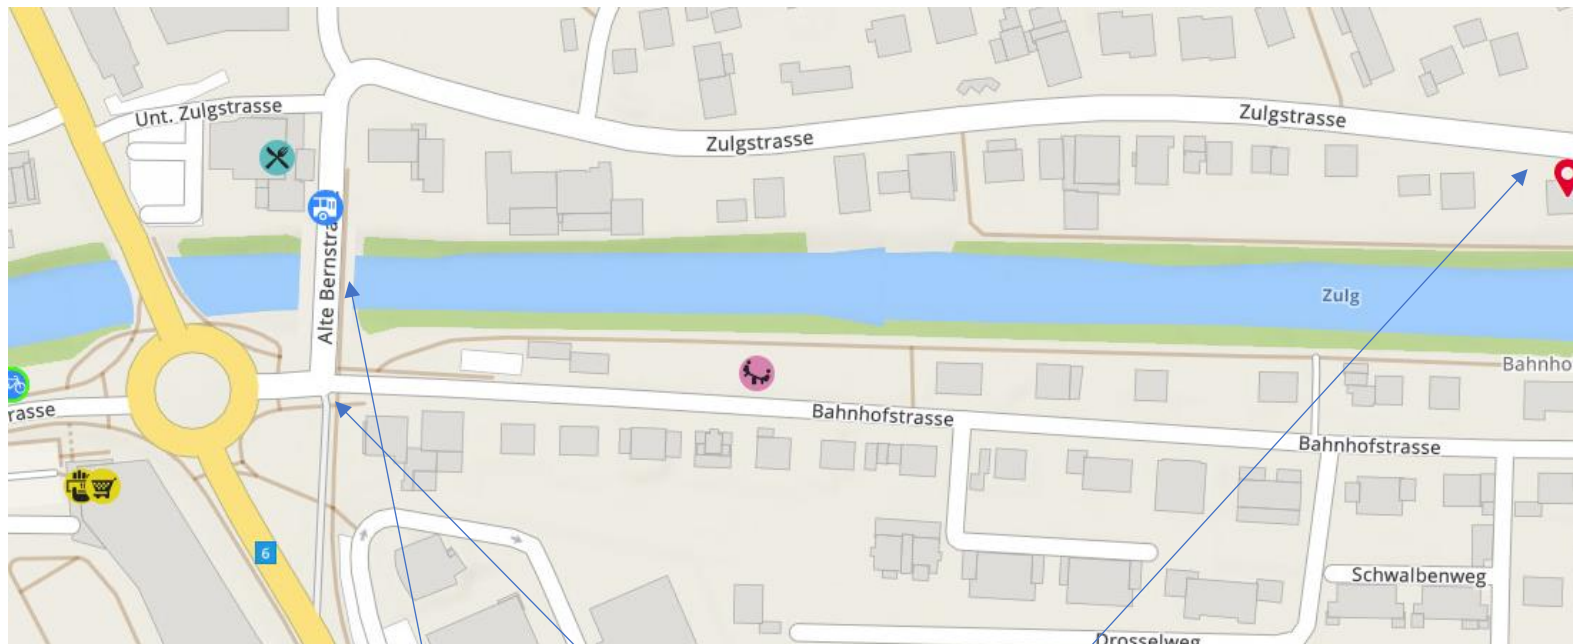 Unt. Zulgstrasse
Zulgstrasse
Zulgstrasse
Alte Bernstra
Zulg
Bahnho
rasse
Bahnhofstrasse
Bahnhofstrasse
6
Schwalbenweg
Drosselweg